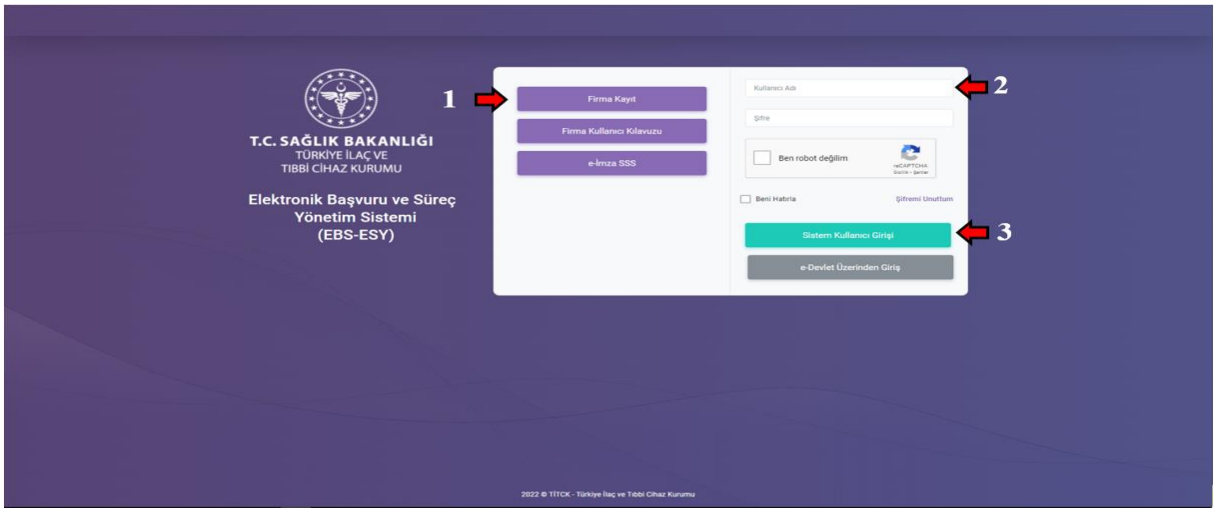 T.C. SAĞLIK BAKANLIĞI
TÜRKİYE İLAÇ VE
TIBBİ CİHAZ KURUMU
Elektronik Başvuru ve Süreç
Yönetim Sistemi
(EBS-ESY)
1
Firma Kayıt
Firma Kullanıcı Kılavuzu
e-İmza SSS
Kullanıcı Adı
2
Şifre
Ben robot değilim
reCAPTCHA
Gizlilik - Şartlar
Beni Hatırla
Şifremi Unuttum
Sistem Kullanıcı Girişi
3
e-Devlet Üzerinden Giriş
2022 © TİTCK - Türkiye İlaç ve Tıbbi Cihaz Kurumu